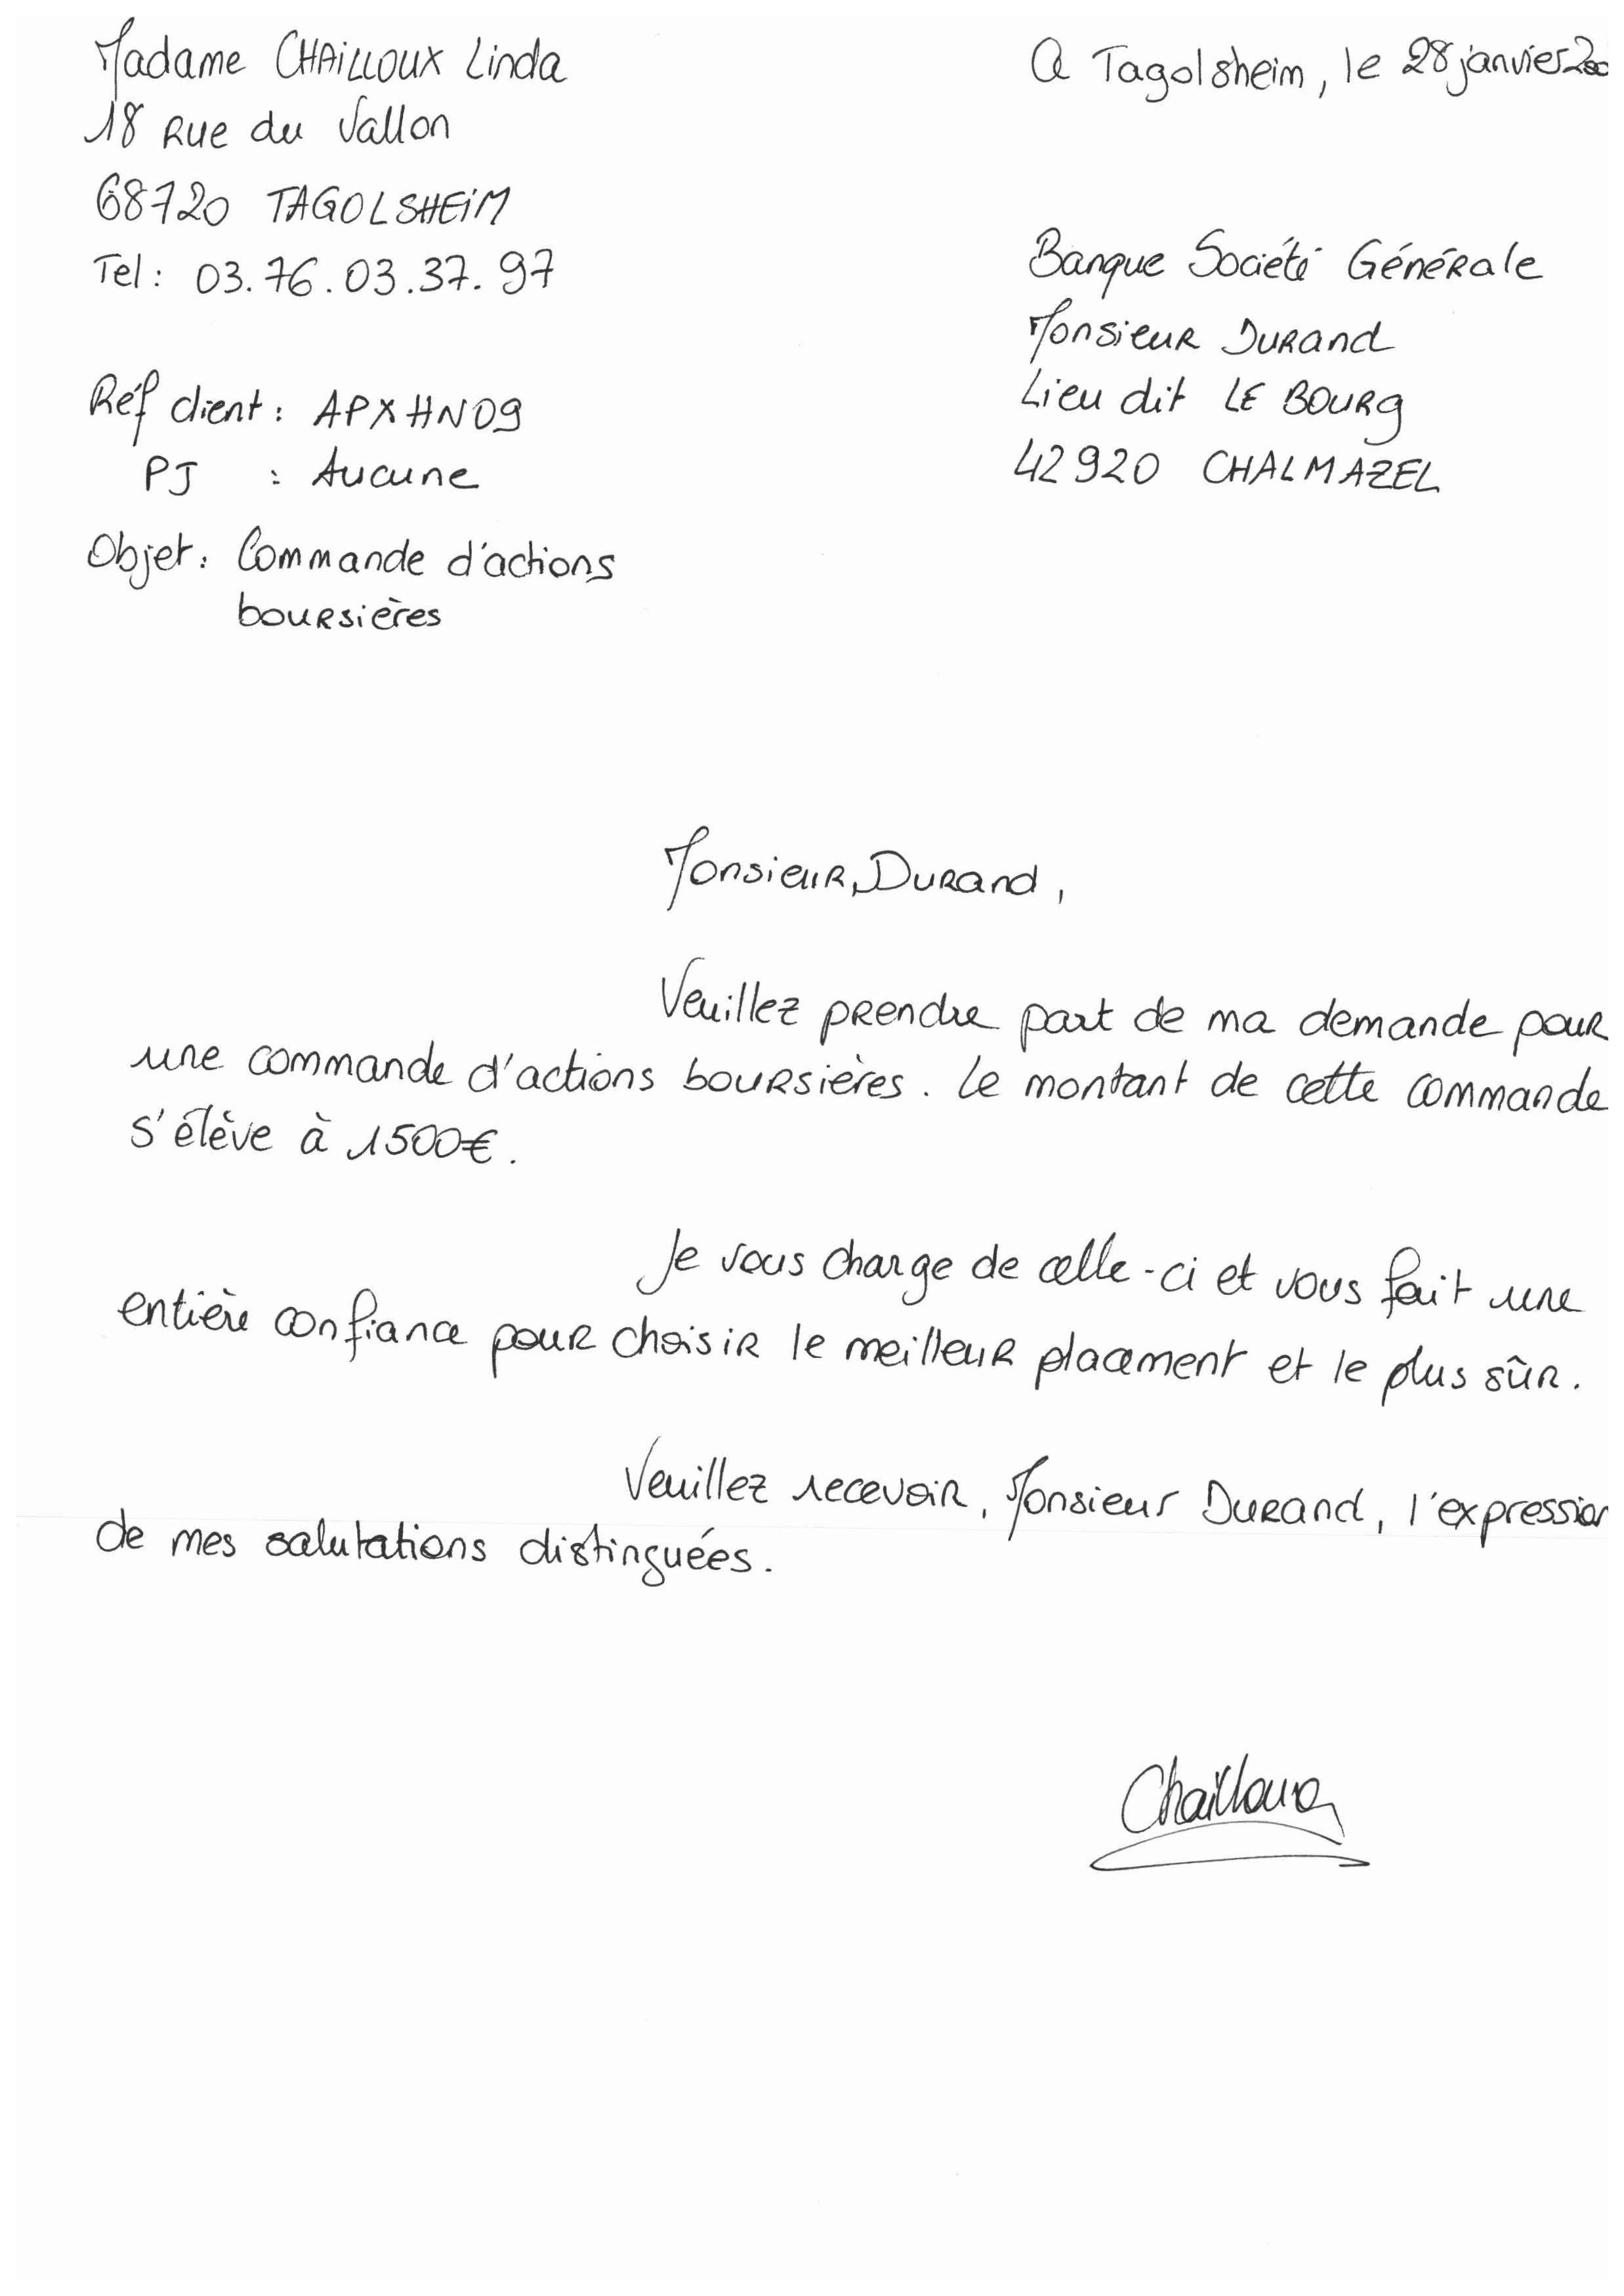 Madame CHAILLOUX Linda
18 Rue du Vallon
68720 TAGOLSHEIM
Tel : 03.76.03.37.97
Réf client : APXHN09
PJ : Aucune
Objet : Commande d'actions
boursières
A Tagolsheim, le 28 janvier
Banque Société Générale
Monsieur Durand
Lieu dit LE BOURG
42920 CHALMAZEL
Monsieur, Durand,
Veuillez prendre part de ma demande pour
une commande d'actions boursières. Le montant de cette commande
s'élève à 1500€.
Je vous charge de celle-ci et vous fait une
entière confiance pour choisir le meilleur placement et le plus sûr.
Veuillez recevoir, Monsieur Durand, l'expression
de mes salutations distinguées.
Chailloux